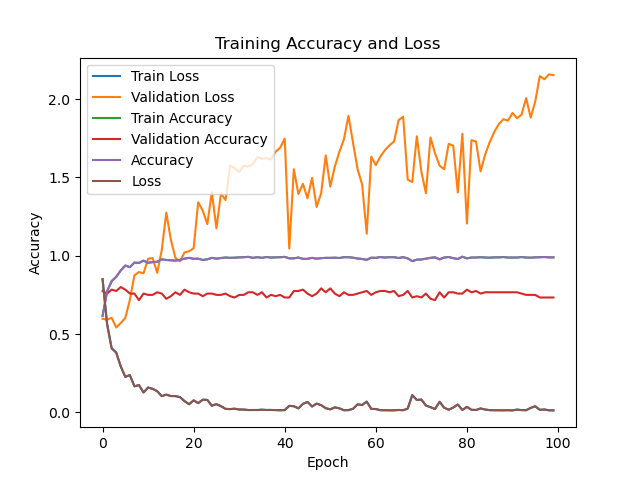 Training Accuracy and Loss
Train Loss
Validation Loss
Train Accuracy
Validation Accuracy
Accuracy
Loss
2.0
1.5
1.0
0.5
0.0
Accuracy
0
20
40
60
80
100
Epoch